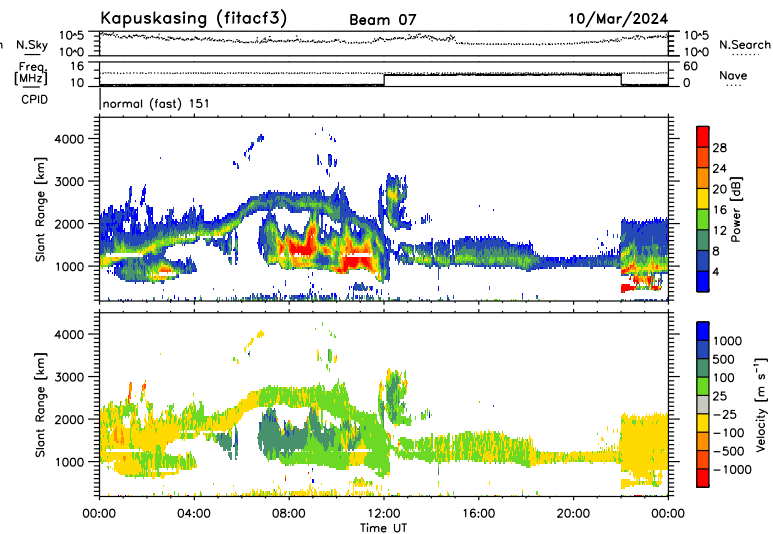 Kapuskasing (fitacf3) Beam 07 10/Mar/2024
n N.Sky 10^5 10^5 N.Search
10^0 10^0
Freq. 16 60 Nave
[MHz] 10 30
0
CPID normal (fast) 151
4000
3000
2000
1000
Slant Range [km]
28
24
20
16
12
8
4
Power [dB]
4000
3000
2000
1000
Slant Range [km]
1000
500
100
25
-25
-100
-500
-1000
Velocity [m s⁻¹]
00:00 04:00 08:00 12:00 16:00 20:00 00:00
Time UT